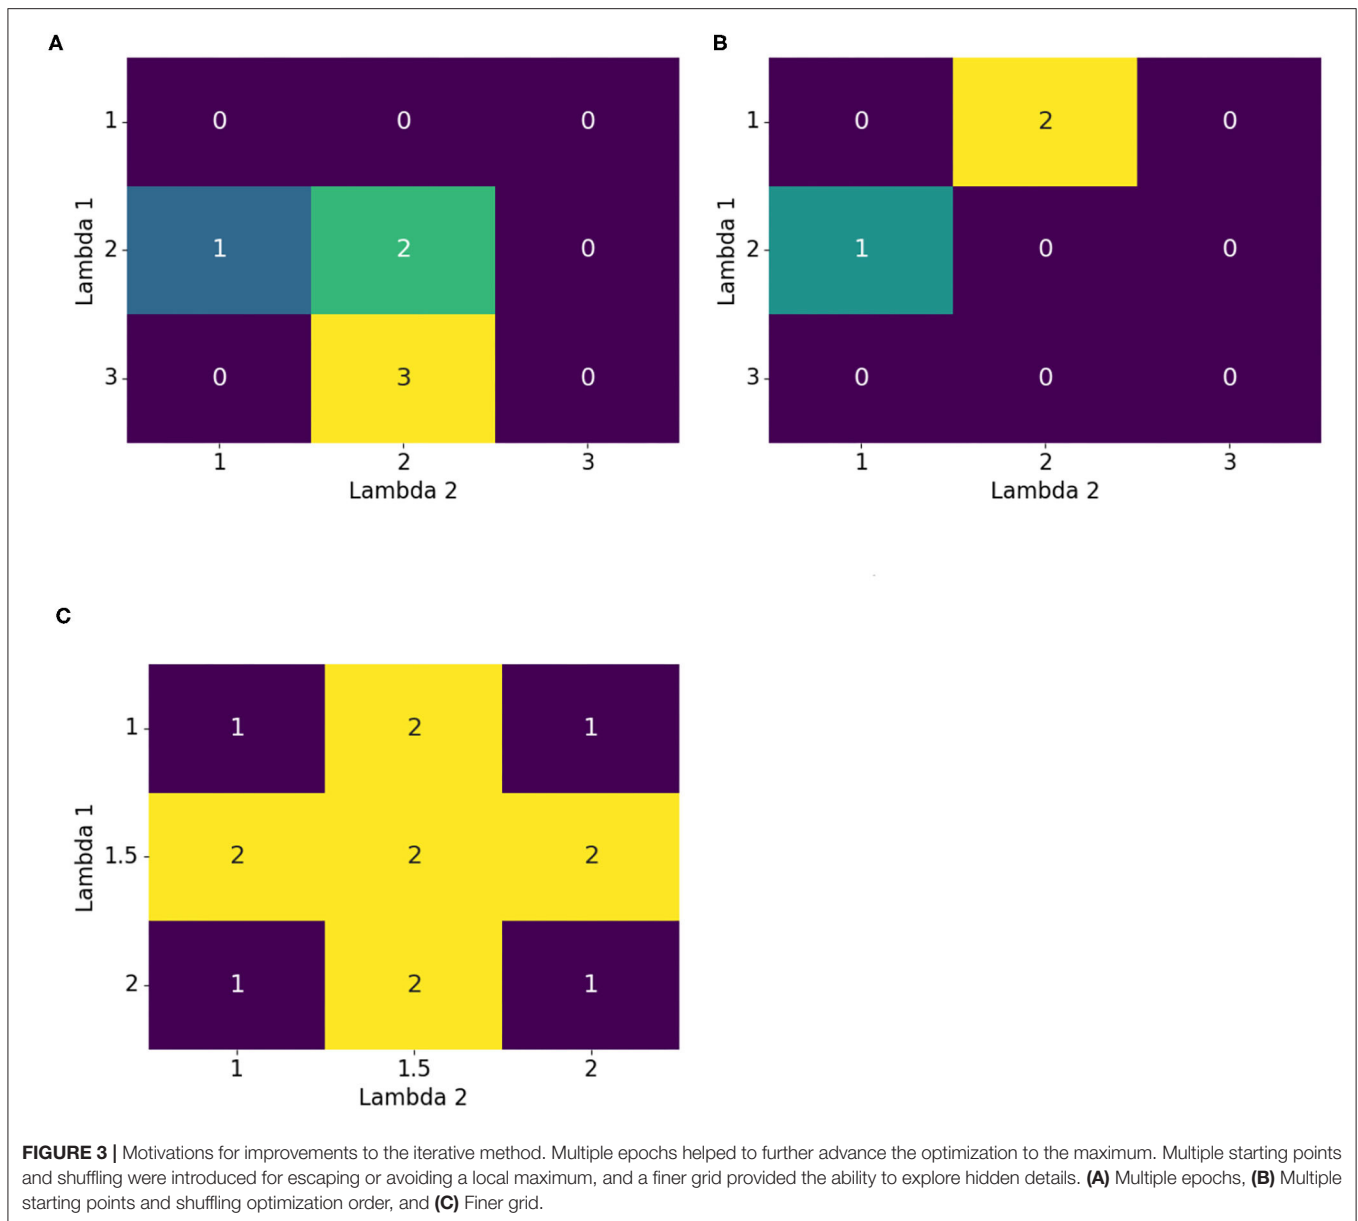 A
B
1 0 0 0
1 0 2 0
Lambda 1
2 1 2 0
Lambda 1
2 1 0 0
3 0 3 0
3 0 0 0
1 2 3
1 2 3
Lambda 2
Lambda 2
C
1 1 2 1
Lambda 1
1.5 2 2 2
2 1 2 1
1 1.5 2
Lambda 2
FIGURE 3 | Motivations for improvements to the iterative method. Multiple epochs helped to further advance the optimization to the maximum. Multiple starting points
and shuffling were introduced for escaping or avoiding a local maximum, and a finer grid provided the ability to explore hidden details. (A) Multiple epochs, (B) Multiple
starting points and shuffling optimization order, and (C) Finer grid.